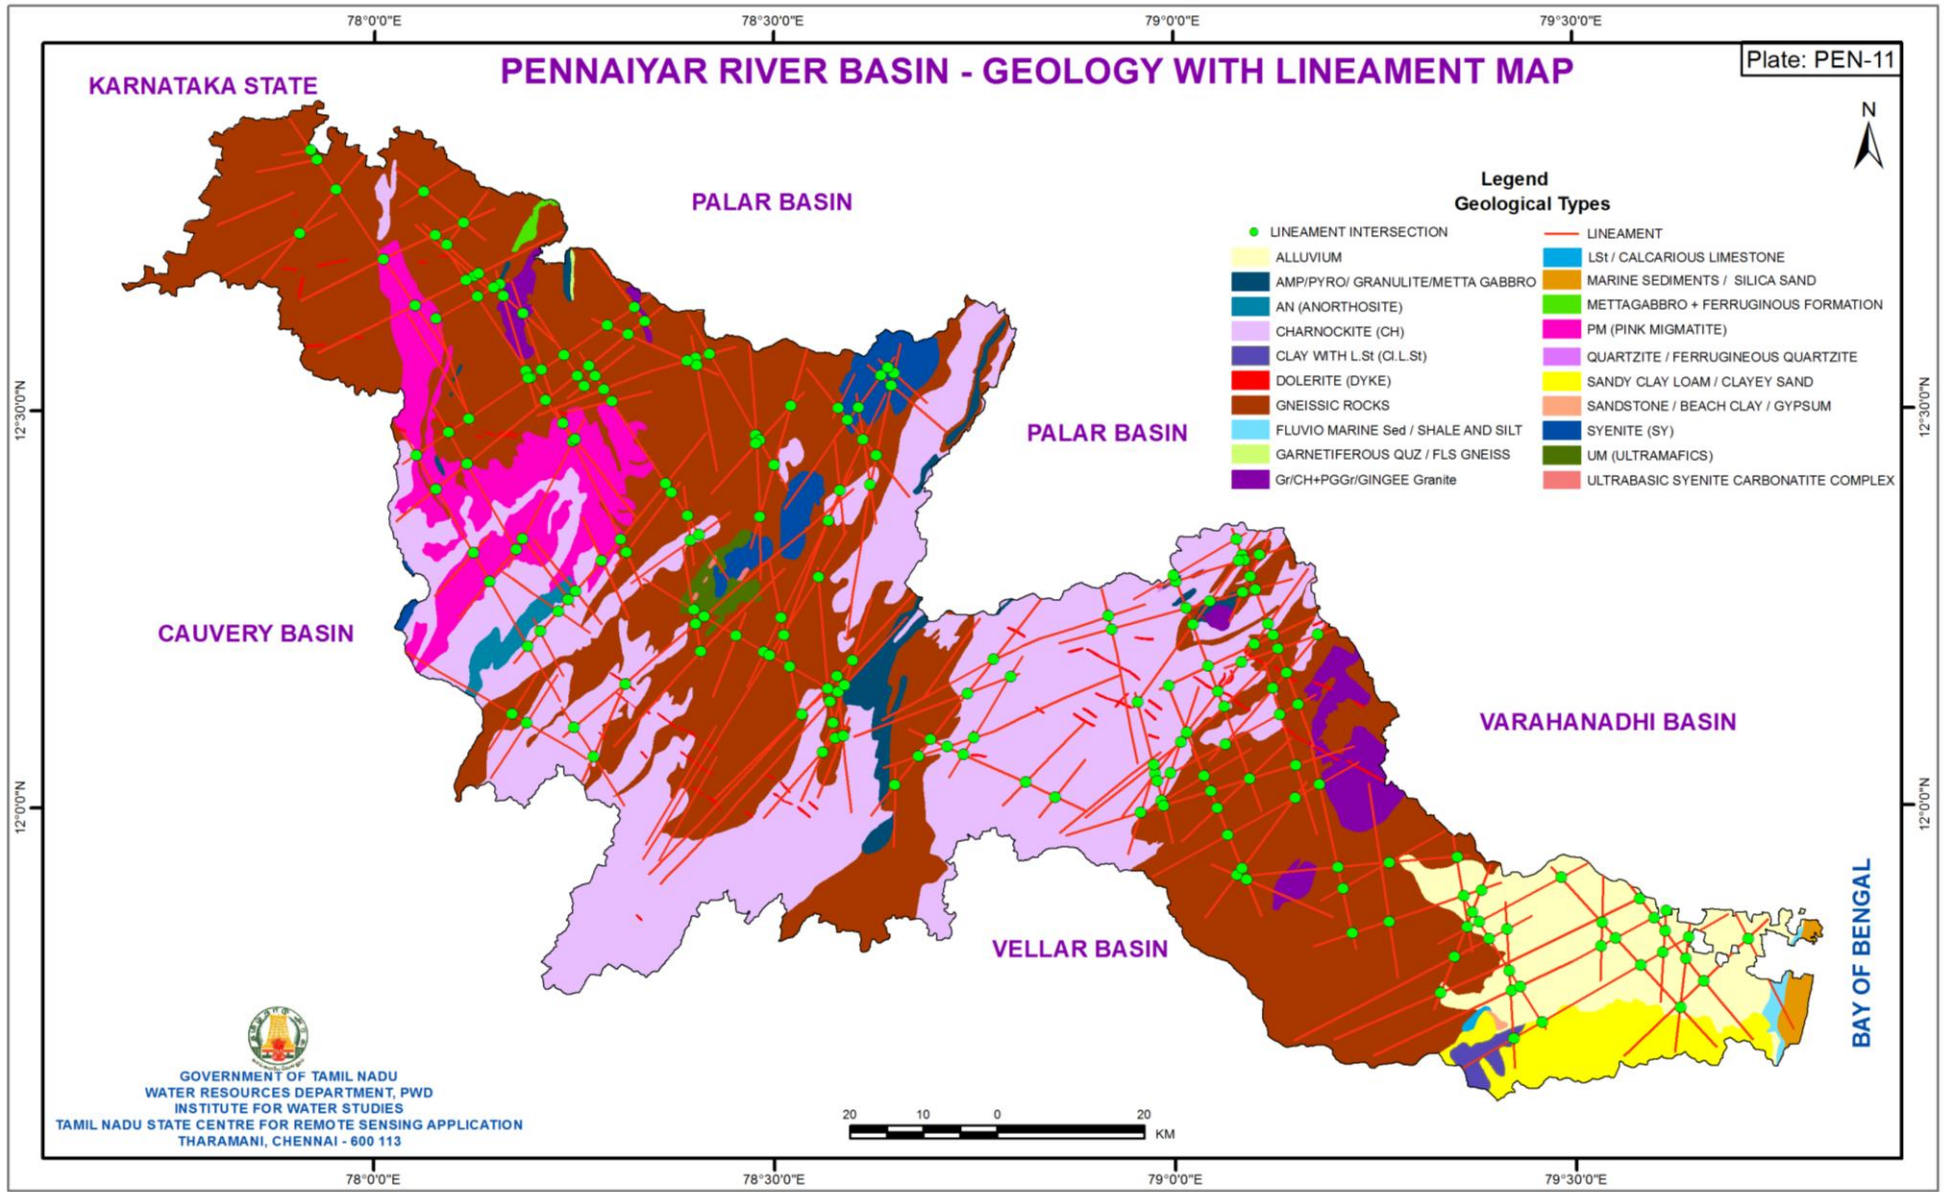 78°0'0"E
78°30'0"E
79°0'0"E
79°30'0"E
Plate: PEN-11
PENNAIYAR RIVER BASIN - GEOLOGY WITH LINEAMENT MAP
KARNATAKA STATE
N
PALAR BASIN
Legend
Geological Types
LINEAMENT INTERSECTION
ALLUVIUM
AMP/PYRO/ GRANULITE/METTA GABBRO
AN (ANORTHOSITE)
CHARNOCKITE (CH)
CLAY WITH L.St (Cl.L.St)
DOLERITE (DYKE)
GNEISSIC ROCKS
FLUVIO MARINE Sed / SHALE AND SILT
GARNETIFEROUS QUZ / FLS GNEISS
Gr/CH+PGGr/GINGEE Granite
LINEAMENT
LSt / CALCARIOUS LIMESTONE
MARINE SEDIMENTS / SILICA SAND
METTAGABBRO + FERRUGINOUS FORMATION
PM (PINK MIGMATITE)
QUARTZITE / FERRUGINEOUS QUARTZITE
SANDY CLAY LOAM / CLAYEY SAND
SANDSTONE / BEACH CLAY / GYPSUM
SYENITE (SY)
UM (ULTRAMAFICS)
ULTRABASIC SYENITE CARBONATITE COMPLEX
12°30'0"N
12°30'0"N
PALAR BASIN
CAUVERY BASIN
VARAHANADHI BASIN
12°0'0"N
12°0'0"N
VELLAR BASIN
BAY OF BENGAL
GOVERNMENT OF TAMIL NADU
WATER RESOURCES DEPARTMENT, PWD
INSTITUTE FOR WATER STUDIES
TAMIL NADU STATE CENTRE FOR REMOTE SENSING APPLICATION
THARAMANI, CHENNAI - 600 113
20 10 0 20
KM
78°0'0"E
78°30'0"E
79°0'0"E
79°30'0"E